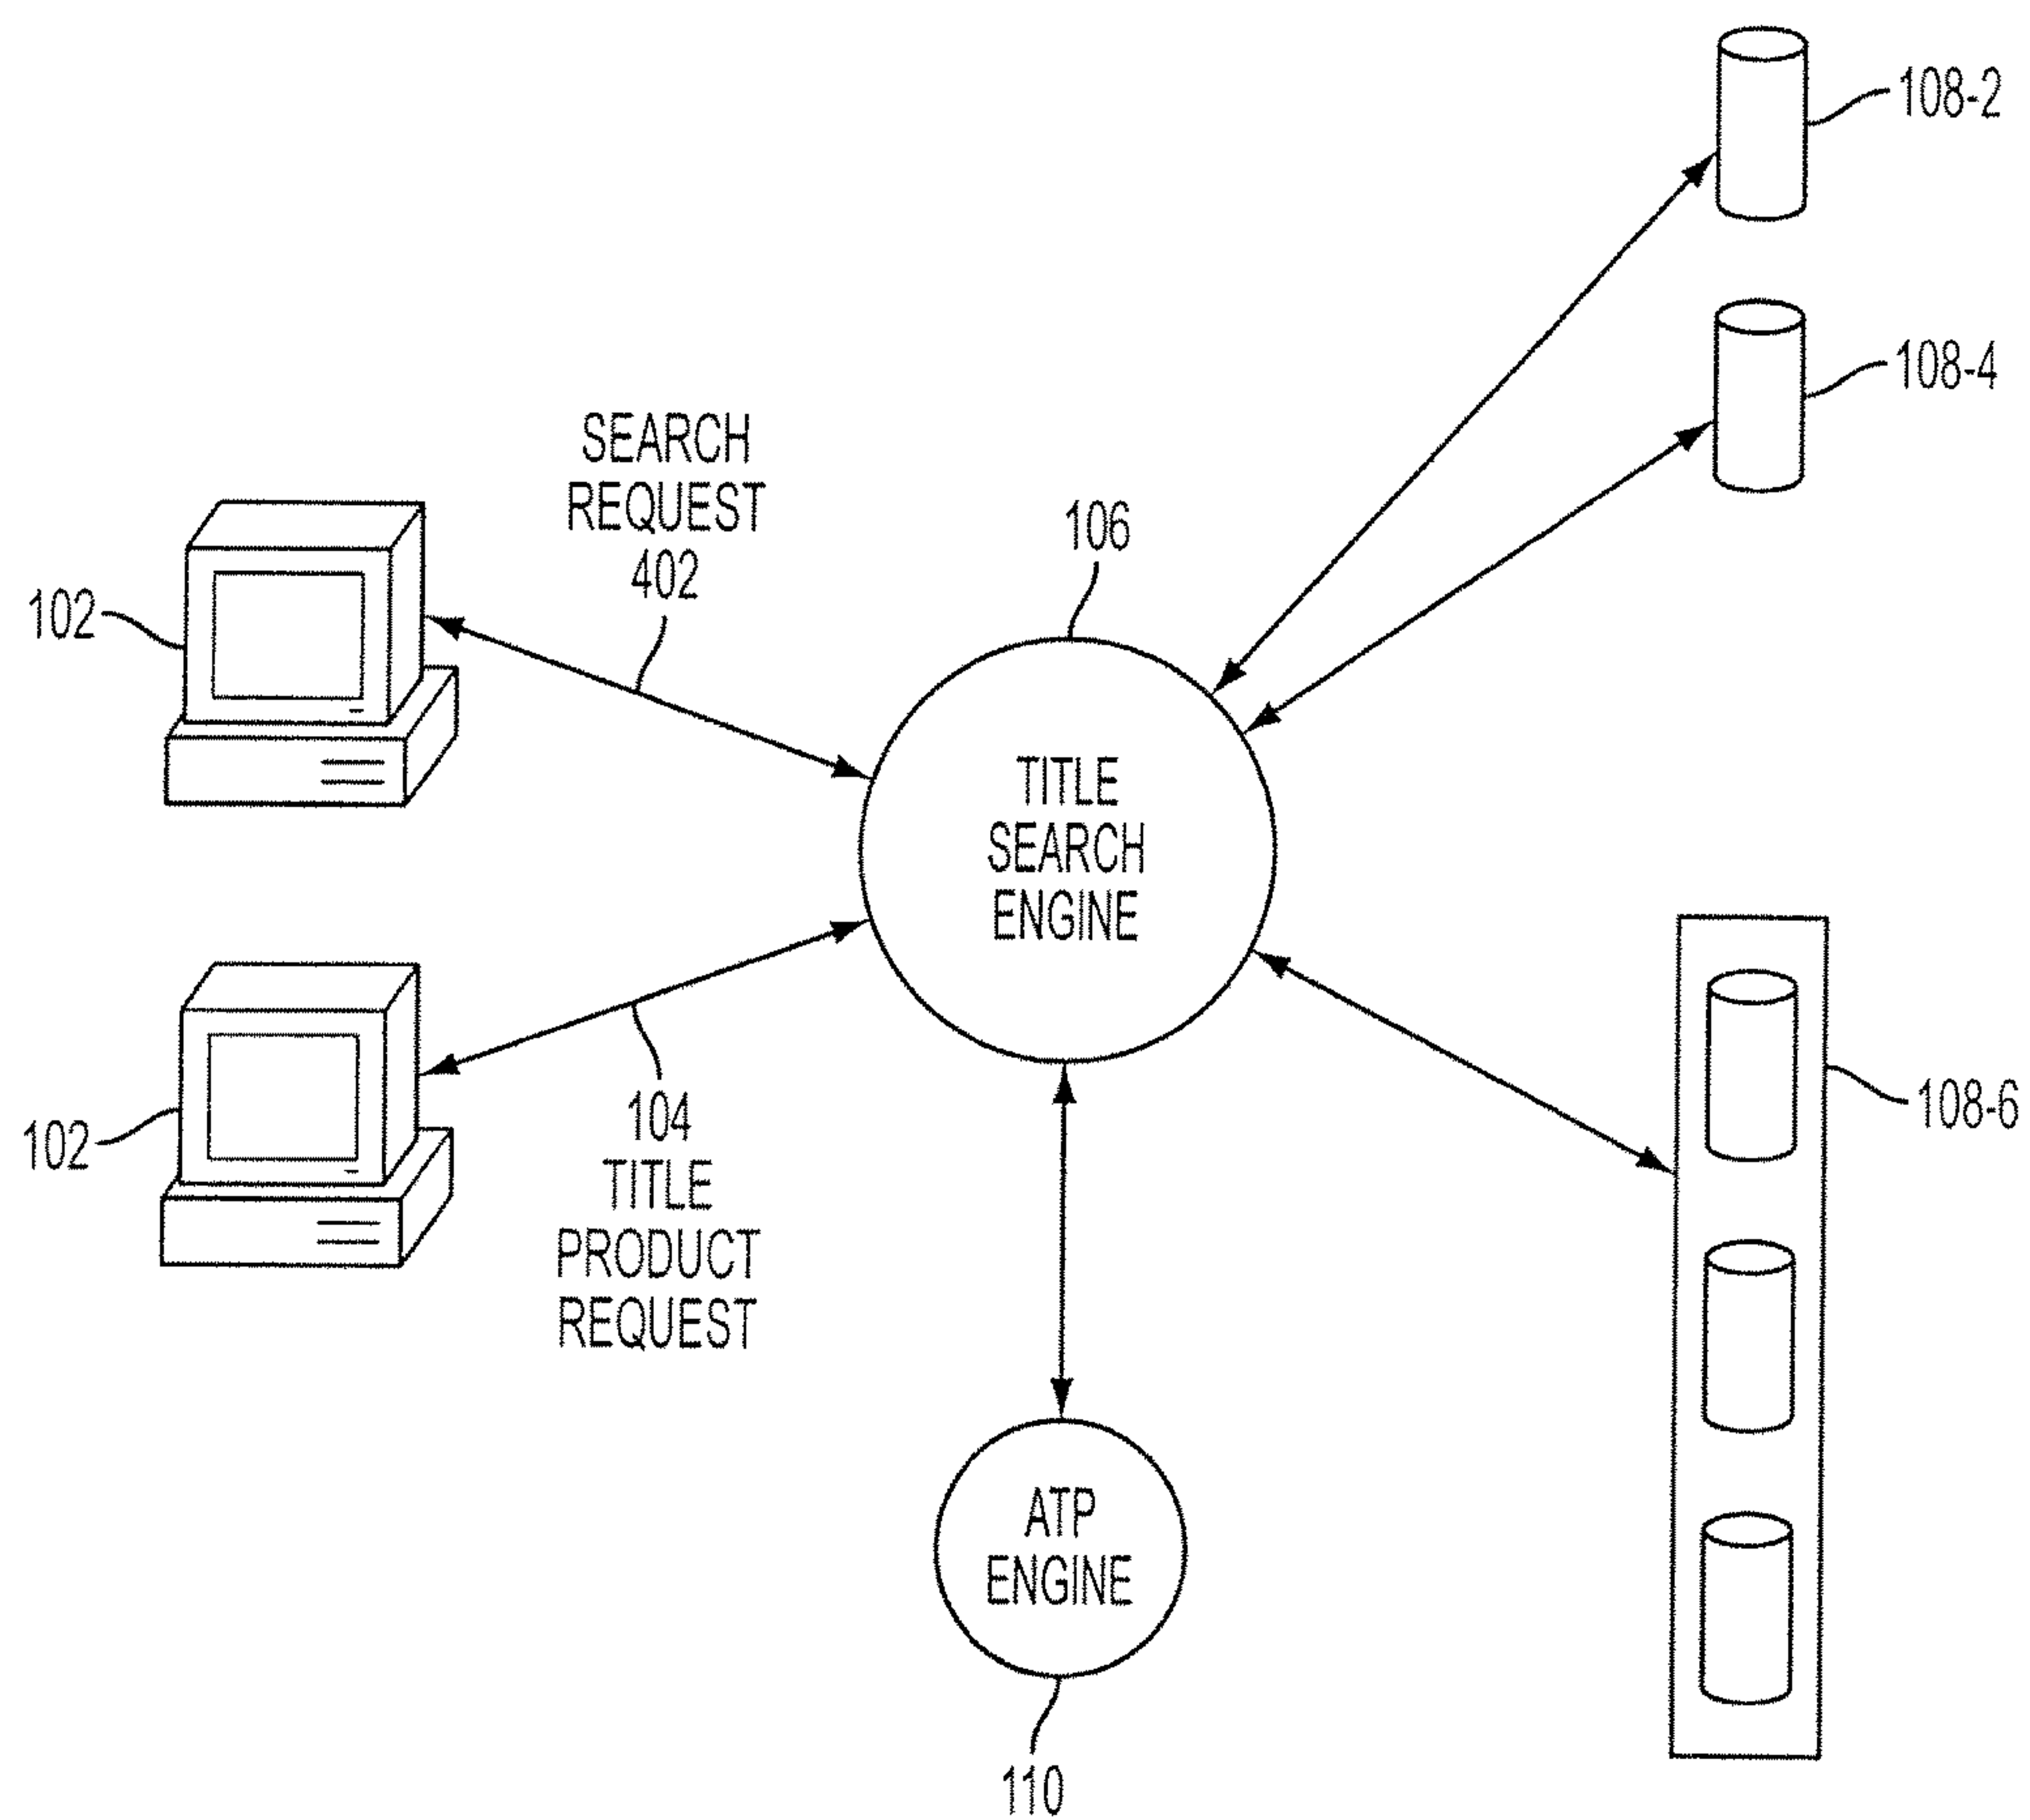 108-2
108-4
SEARCH
REQUEST
402
106
102
TITLE
SEARCH
ENGINE
102
104
TITLE
PRODUCT
REQUEST
108-6
ATP
ENGINE
110